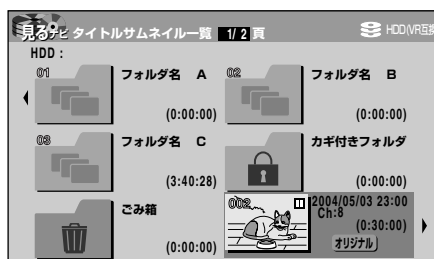 見るナビ タイトルサムネイル一覧 1/ 2 頁 HDD(VR互換
HDD :
01 フォルダ名 A (0:00:00)
02 フォルダ名 B (0:00:00)
03 フォルダ名 C (3:40:28)
カギ付きフォルダ (0:00:00)
ごみ箱 (0:00:00)
002 2004/05/03 23:00
Ch:8
(0:30:00)
オリジナル